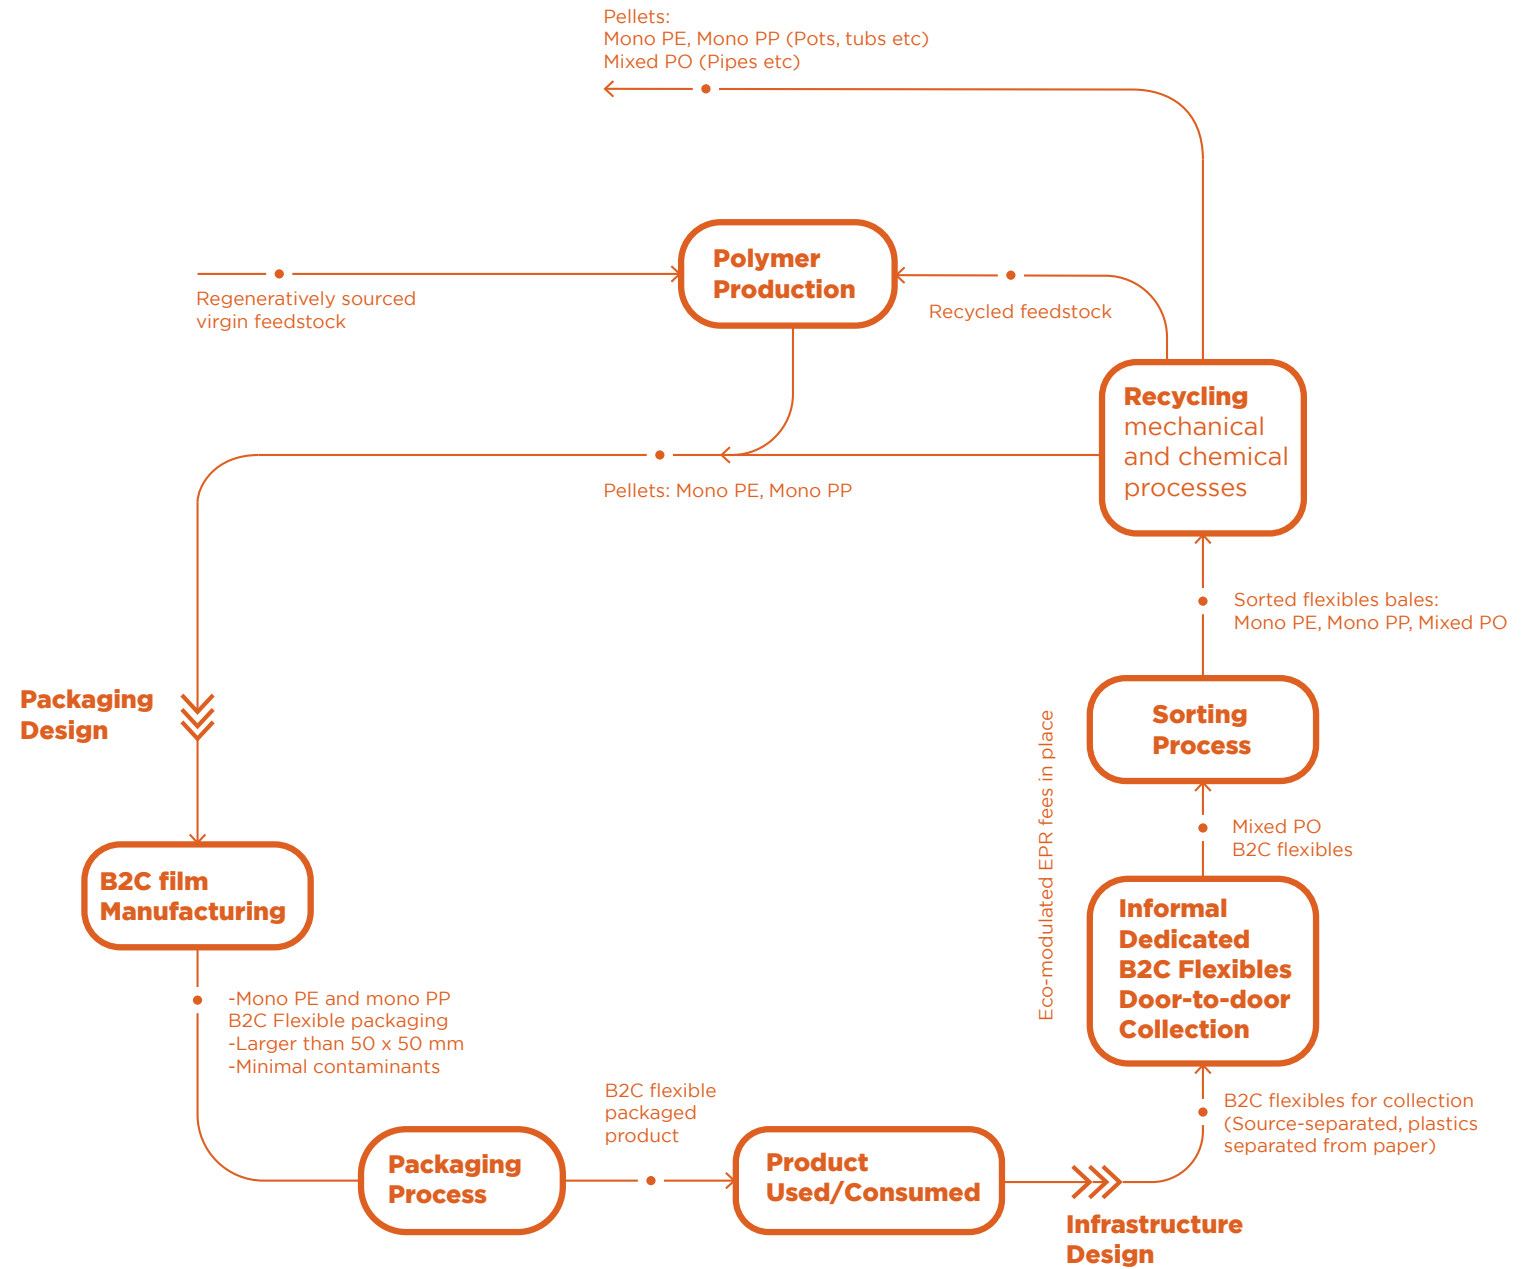 Pellets:
Mono PE, Mono PP (Pots, tubs etc)
Mixed PO (Pipes etc)
Polymer
Production
Regeneratively sourced
virgin feedstock
Recycled feedstock
Recycling
mechanical
and chemical
processes
Pellets: Mono PE, Mono PP
Sorted flexibles bales:
Mono PE, Mono PP, Mixed PO
Packaging
Design
Sorting
Process
Eco-modulated EPR fees in place
Mixed PO
B2C flexibles
B2C film
Manufacturing
Informal
Dedicated
B2C Flexibles
Door-to-door
Collection
-Mono PE and mono PP
B2C Flexible packaging
-Larger than 50 x 50 mm
-Minimal contaminants
B2C flexible
packaged
product
B2C flexibles for collection
(Source-separated, plastics
separated from paper)
Packaging
Process
Product
Used/Consumed
Infrastructure
Design